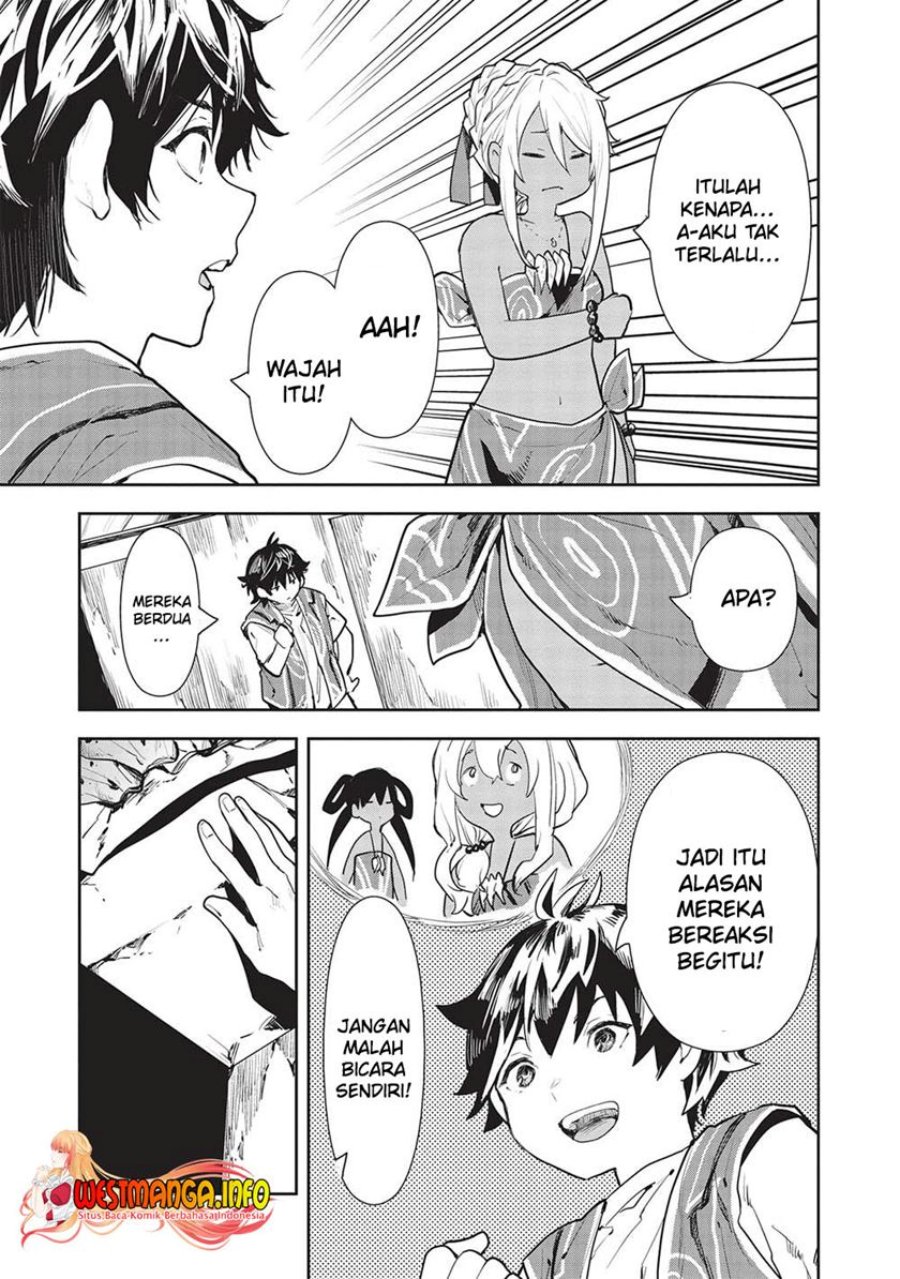 ITULAH
KENAPA...
A-AKU TAK
TERLALU...
AAH!
WAJAH
ITU!
APA?
MEREKA
BERDUA
...
JADI ITU
ALASAN
MEREKA
BEREAKSI
BEGITU!
JANGAN
MALAH
BICARA
SENDIRI!
WESTMANGA.INFO
Situs Baca Komik Berbahasa Indonesia